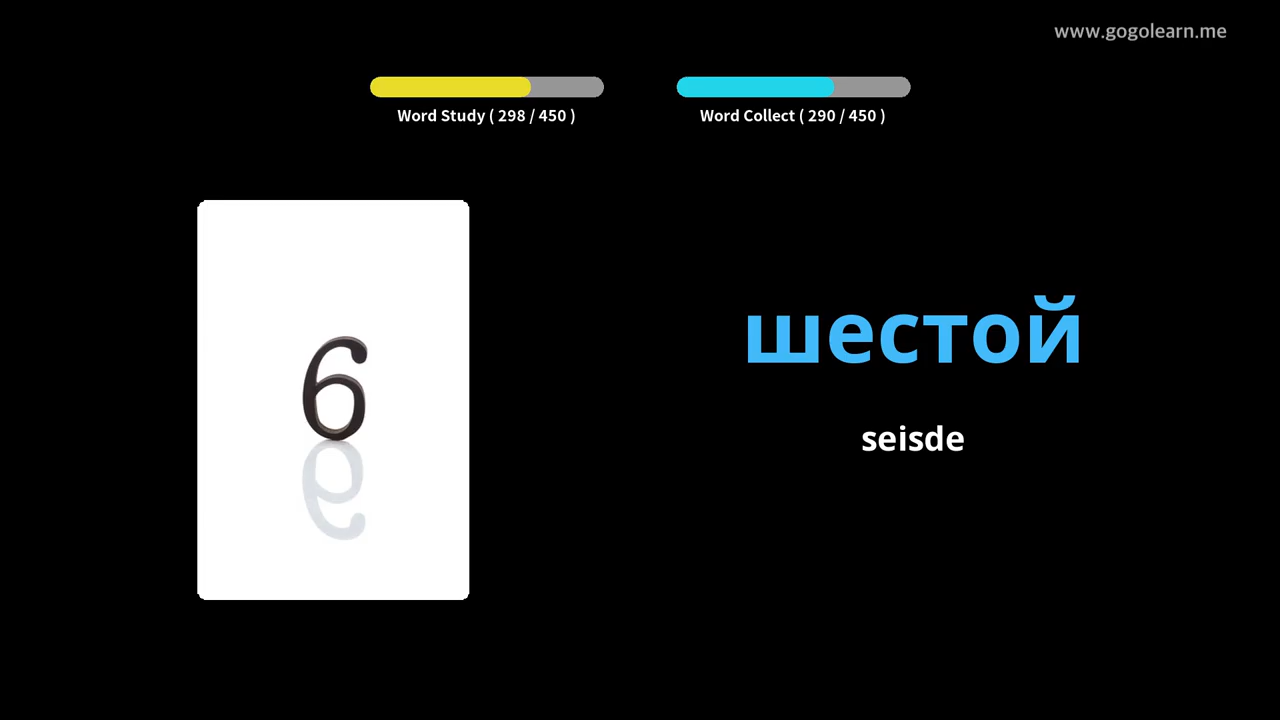 www.gogolearn.me
Word Study ( 298 / 450 )
Word Collect ( 290 / 450 )
6
шестой
seisde